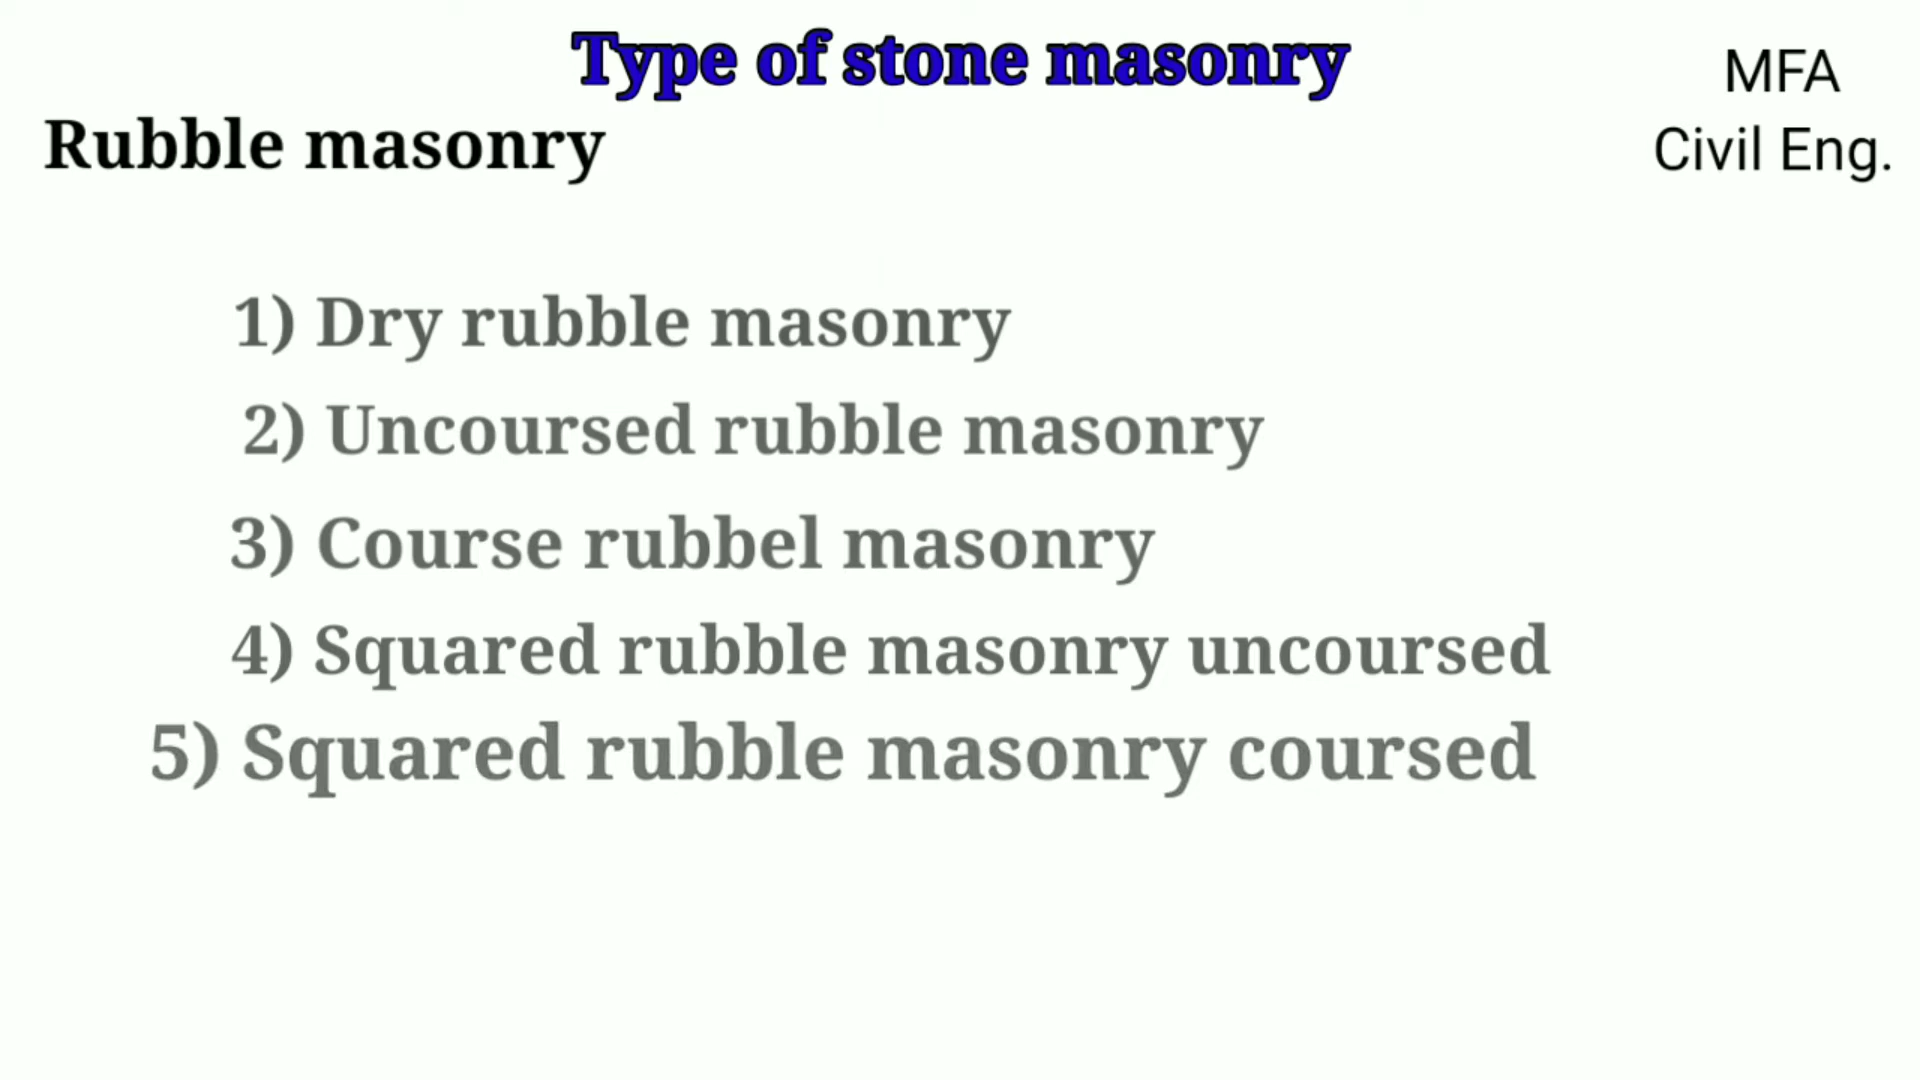 Type of stone masonry
MFA
Civil Eng.
Rubble masonry
1) Dry rubble masonry
2) Uncoursed rubble masonry
3) Course rubbel masonry
4) Squared rubble masonry uncoursed
5) Squared rubble masonry coursed